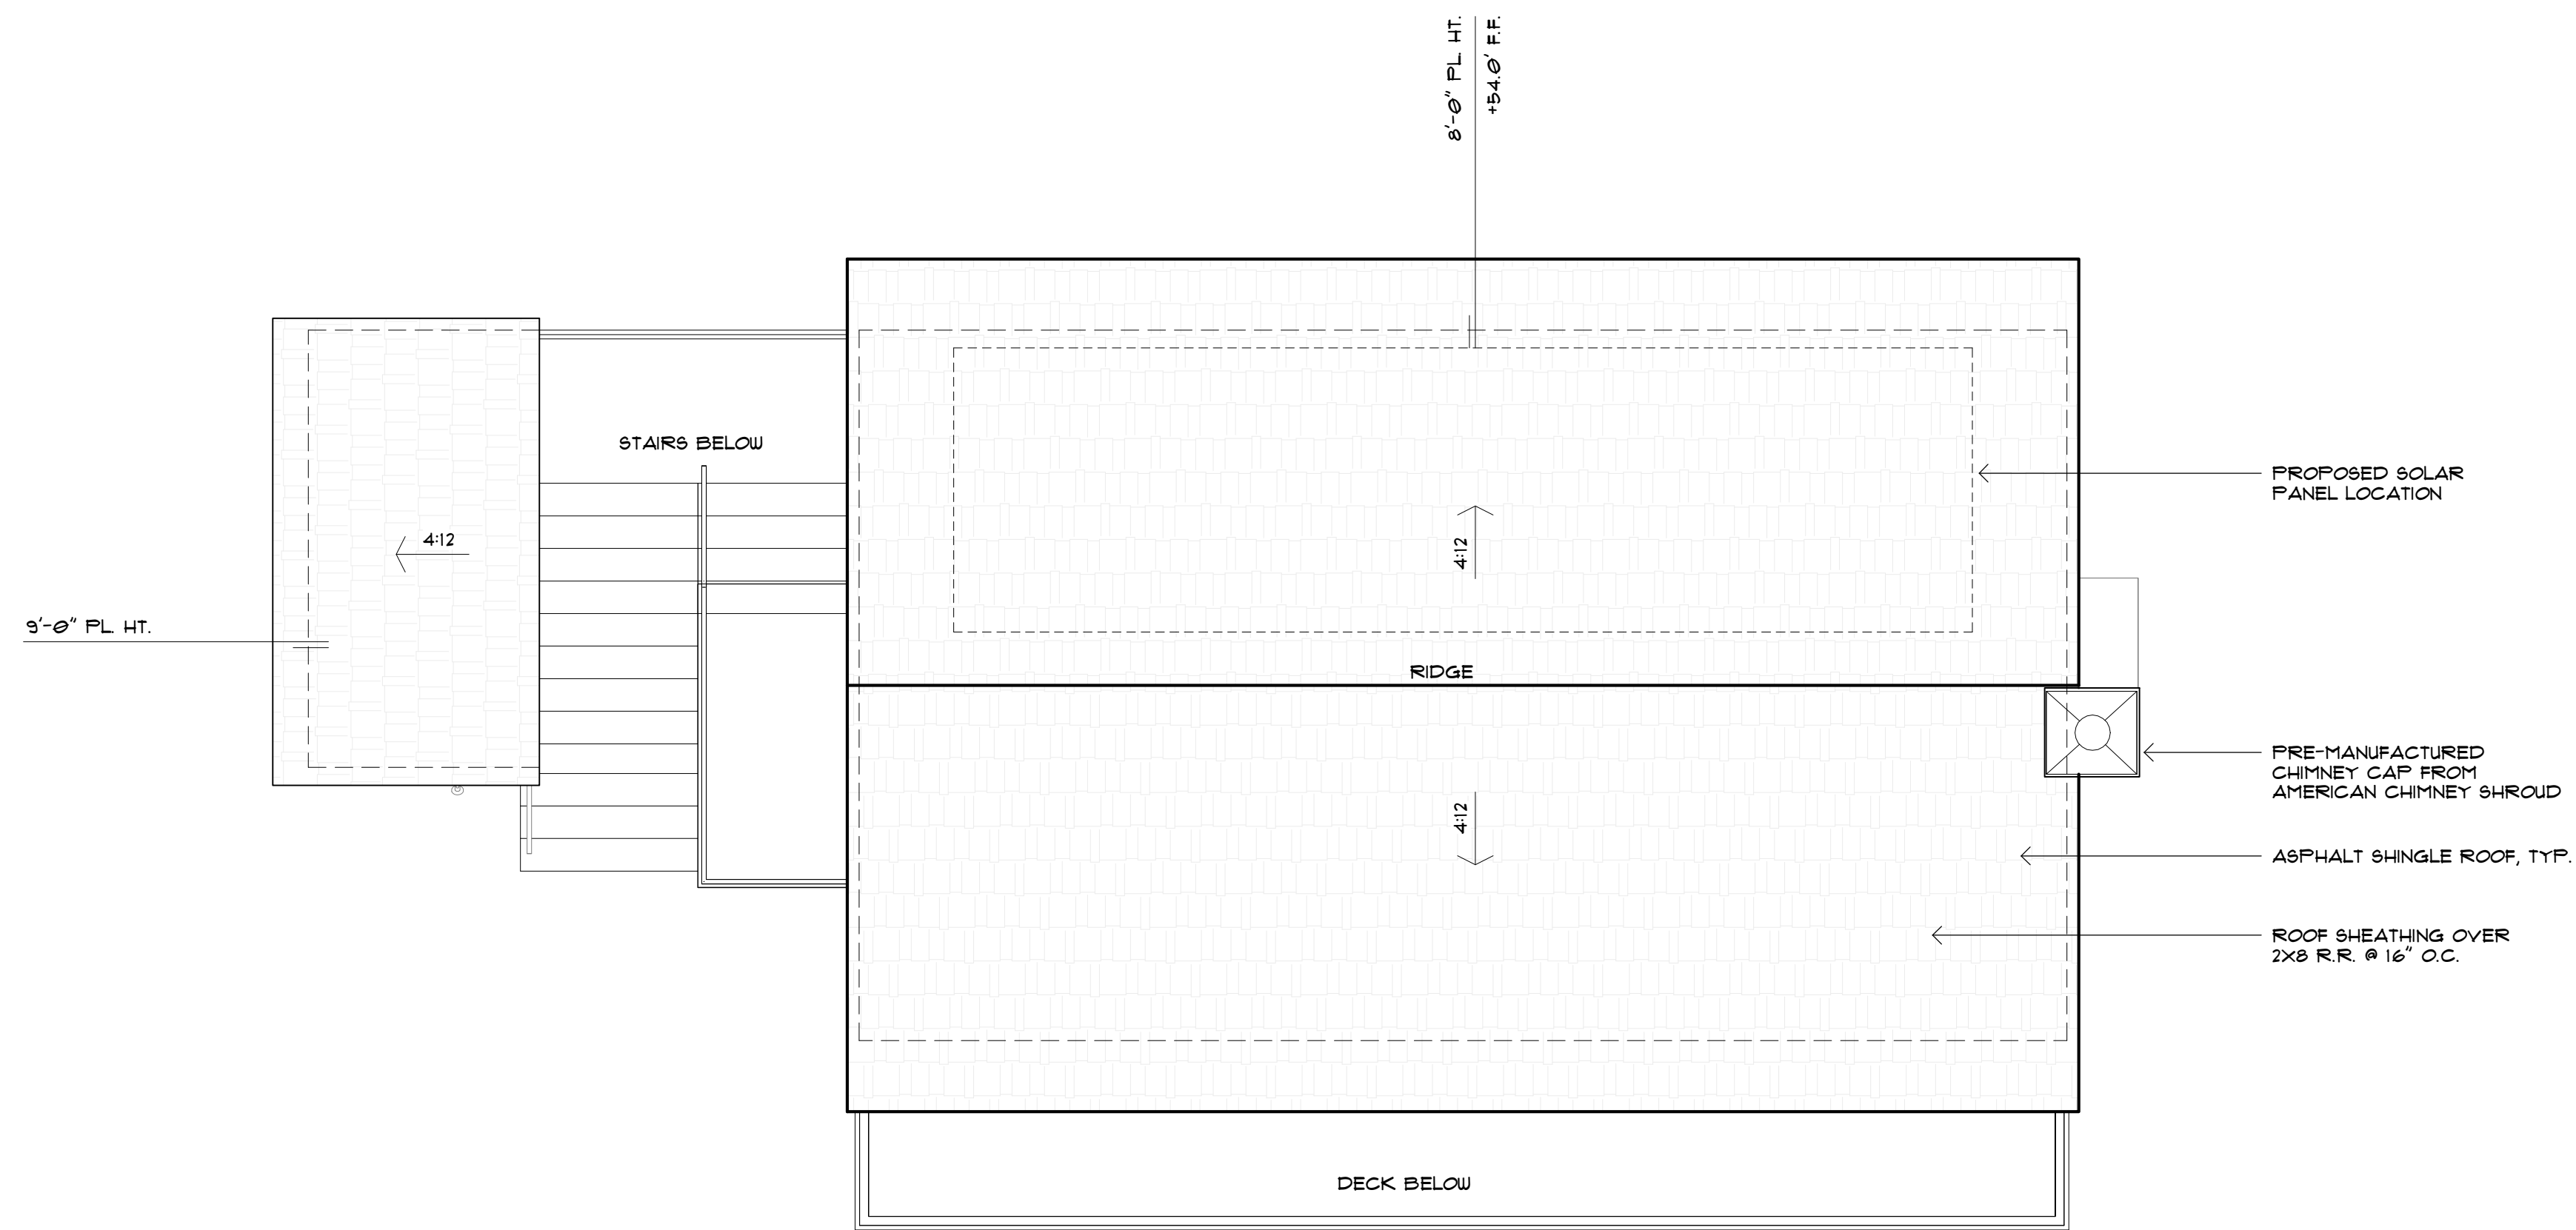 8'-0" PL. HT.
+54.0' F.F.
STAIRS BELOW
PROPOSED SOLAR
PANEL LOCATION
4:12
4:12
9'-0" PL. HT.
RIDGE
PRE-MANUFACTURED
CHIMNEY CAP FROM
AMERICAN CHIMNEY SHROUD
4:12
ASPHALT SHINGLE ROOF, TYP.
ROOF SHEATHING OVER
2X8 R.R. @ 16" O.C.
DECK BELOW